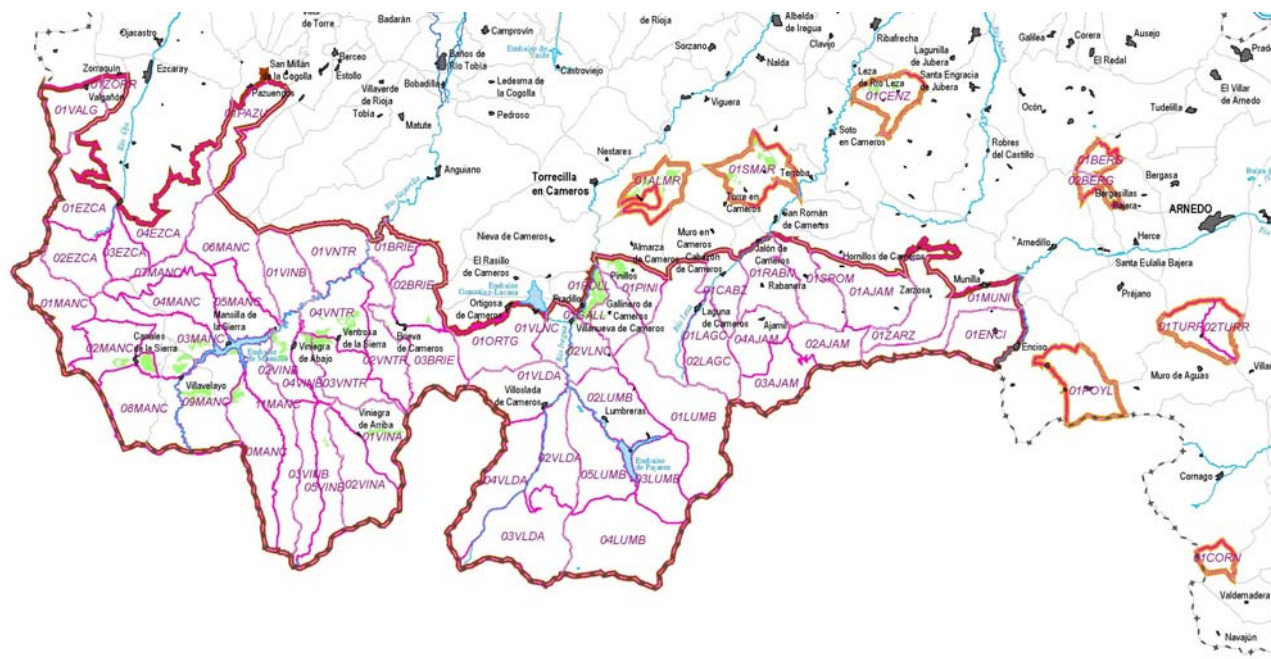 de Torre
Badarán
Camprovín
de Rioja
Albelda
de Iregua
Ribafrecha
Galilea
Corera
Ausejo
Ojacastro
Berceo
Sorzano
Clavijo
Lagunilla
de Jubera
El Redal
Zorraquín
Ezcaray
San Millán
la Cogolla
Estollo
Baños de
Río Tobía
Castroviejo
Nalda
Leza
de Río Leza
Santa Engracia
de Jubera
El Villar
de Arnedo
01ZORR
Valgañón
Pazuengos
Villaverde
de Rioja
Bobadilla
Ledesma de
la Cogolla
01CENZ
Ocón
Tudelilla
01VALG
01PAZU
Tobía
Matute
Pedroso
Viguera
Soto
en Cameros
Robres
del Castillo
Nestares
01BERG
02BERG
Bergasa
Bergasillas
Bajera
Anguiano
Torrecilla
en Cameros
01ALMR
01SMAR
Terroba
Torre en
Cameros
San Román
de Cameros
ARNEDO
01EZCA
04EZCA
Nieva de Cameros
Almarza
de Cameros
Muro en
Cameros
Cabezón
de Cameros
Jalón de
Cameros
Hornillos de Cameros
Arnedillo
Herce
Santa Eulalia Bajera
02EZCA
03EZCA
06MANC
01VNTR
01BRIE
02BRIE
El Rasillo
de Cameros
Embalse
González-Lacasa
Ortigosa
de Cameros
Pradillo
Pinillos
01PINI
Gallinero de
Cameros
01RABN
Rabanera
01SROM
01AJAM
Zarzosa
Munilla
01MUNI
Préjano
07MANC
01VINB
01MANC
04MANC
05MANC
Mansilla de
la Sierra
04VNTR
Ventrosa
de la Sierra
Brieva
de Cameros
01VLNC
01GALL
Villanueva de Cameros
01CABZ
Laguna
de Cameros
Ajamil
01ENCI
Enciso
01TURR
02TURR
02MANC
Canales
de la Sierra
03MANC
Embalse
de Mansilla
Viniegra
de Abajo
02VNTR
03BRIE
01ORTG
02VLNC
01LAGC
04AJAM
02AJAM
01ZARZ
Villavelayo
02VINB
04VINB
03VNTR
01VLDA
02LAGC
03AJAM
01POYL
Muro de Aguas
08MANC
09MANC
11MANC
Viniegra
de Arriba
01VINA
Villoslada
de Cameros
02LUMB
Lumbreras
01LUMB
03VINB
05VINB
02VINA
02VLDA
04VLDA
05LUMB
Embalse
de Pajares
03LUMB
Cornago
03VLDA
04LUMB
01CORN
Valdemadera
Navajún